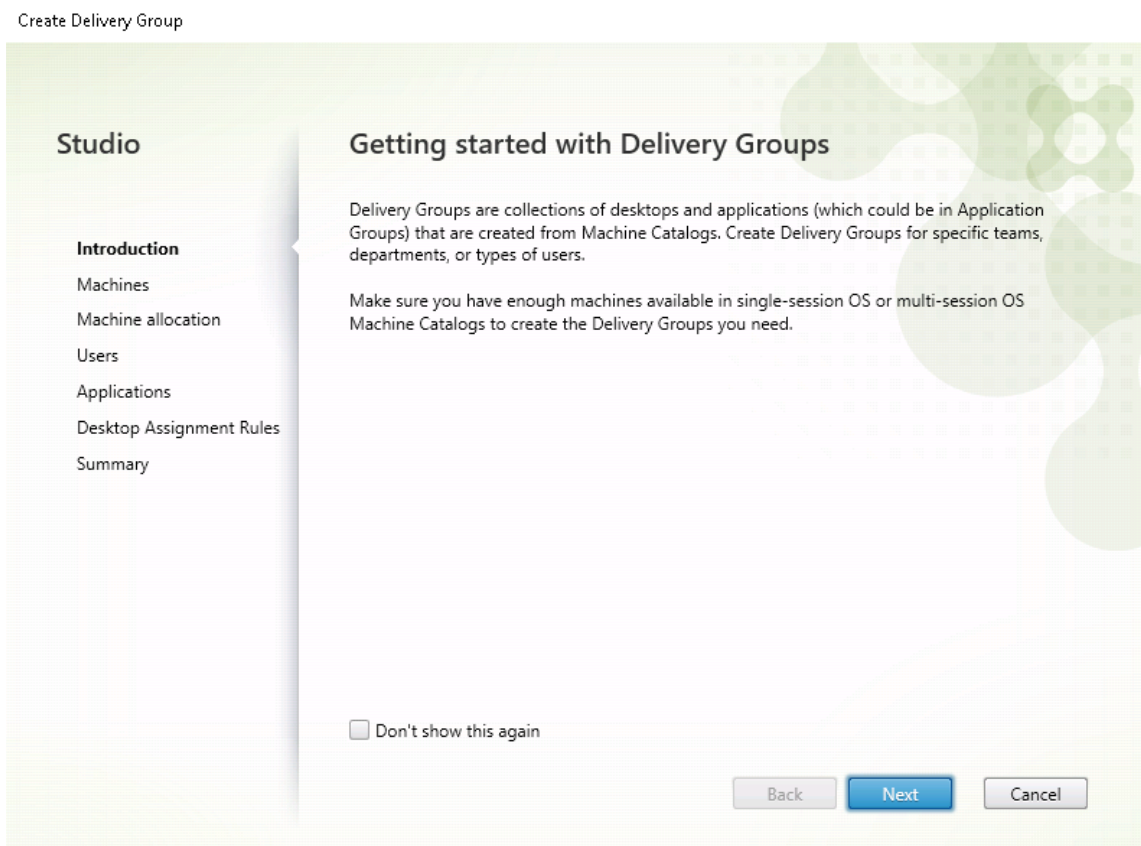 Create Delivery Group
Studio
Introduction
Machines
Machine allocation
Users
Applications
Desktop Assignment Rules
Summary
Getting started with Delivery Groups
Delivery Groups are collections of desktops and applications (which could be in Application
Groups) that are created from Machine Catalogs. Create Delivery Groups for specific teams,
departments, or types of users.
Make sure you have enough machines available in single-session OS or multi-session OS
Machine Catalogs to create the Delivery Groups you need.
Don't show this again
Back
Next
Cancel